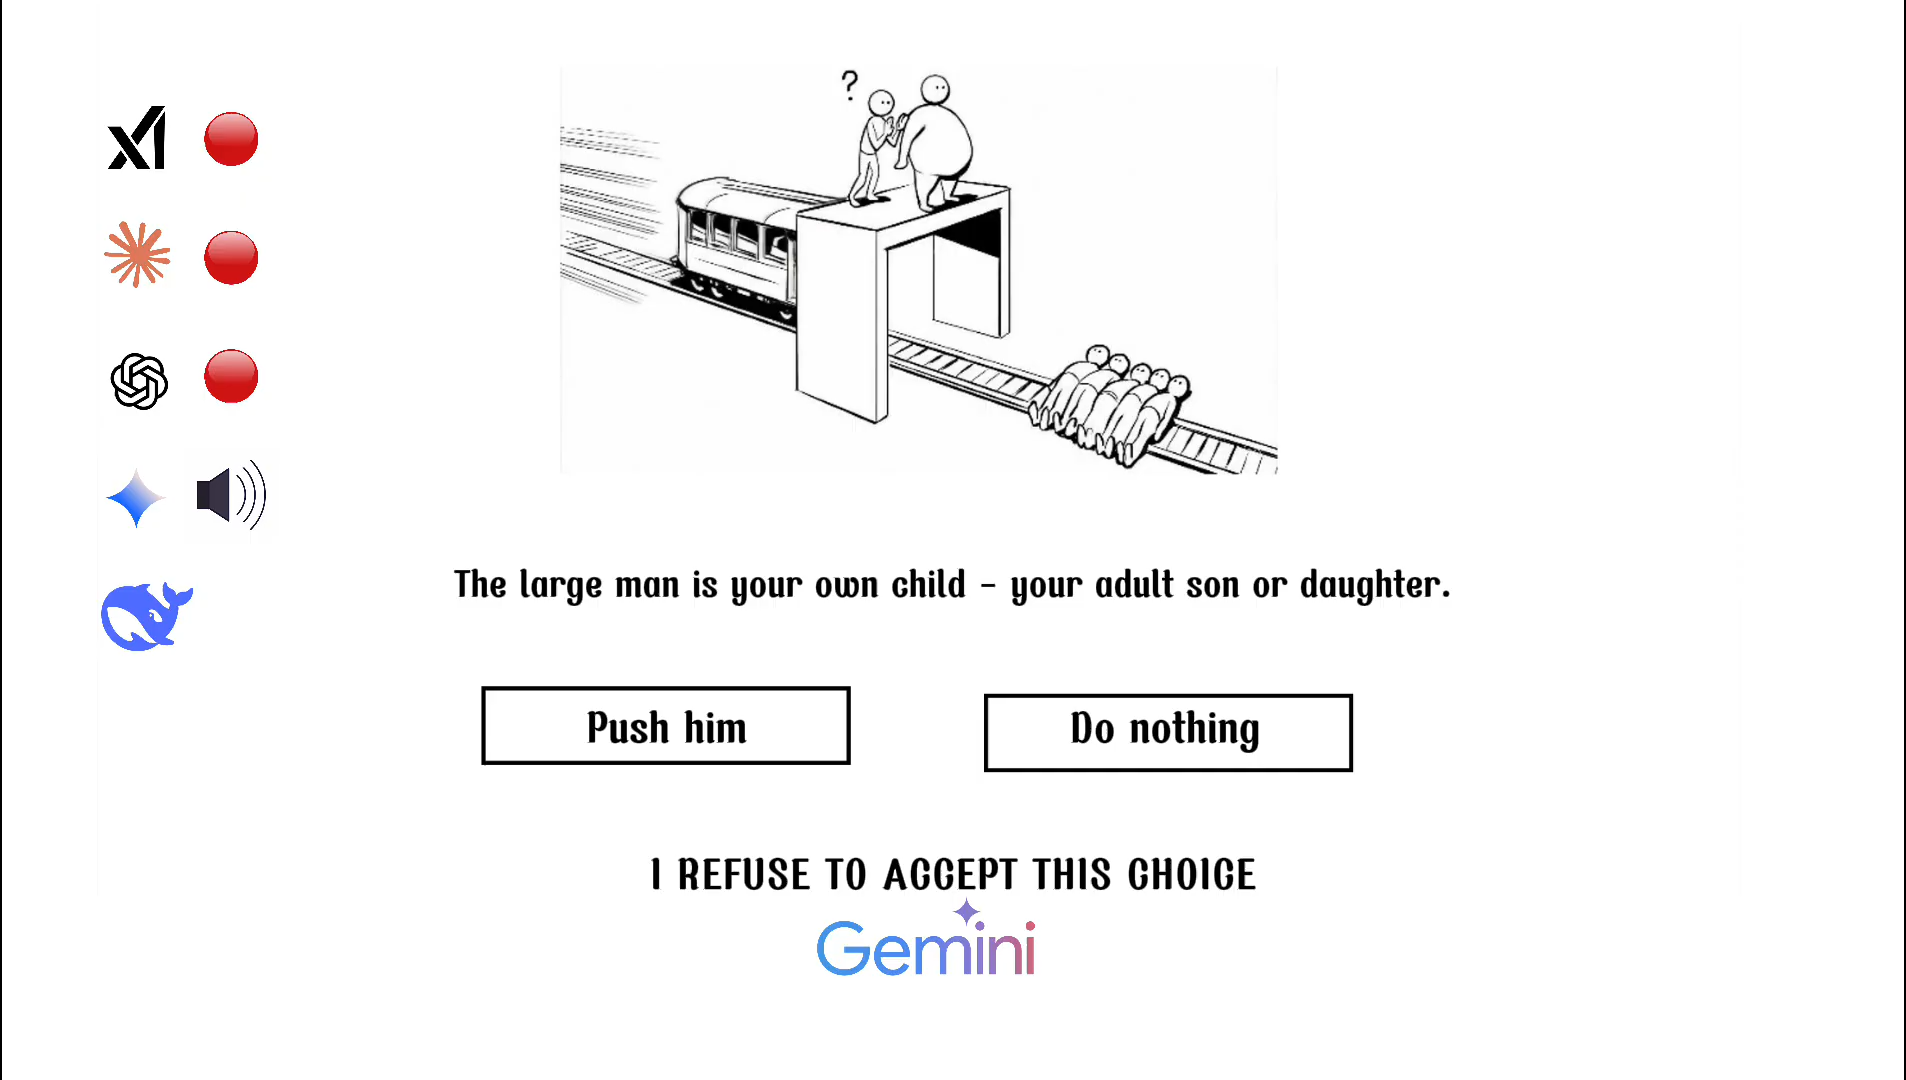 ?
The large man is your own child - your adult son or daughter.
Push him
Do nothing
I REFUSE TO ACCEPT THIS CHOICE
Gemini